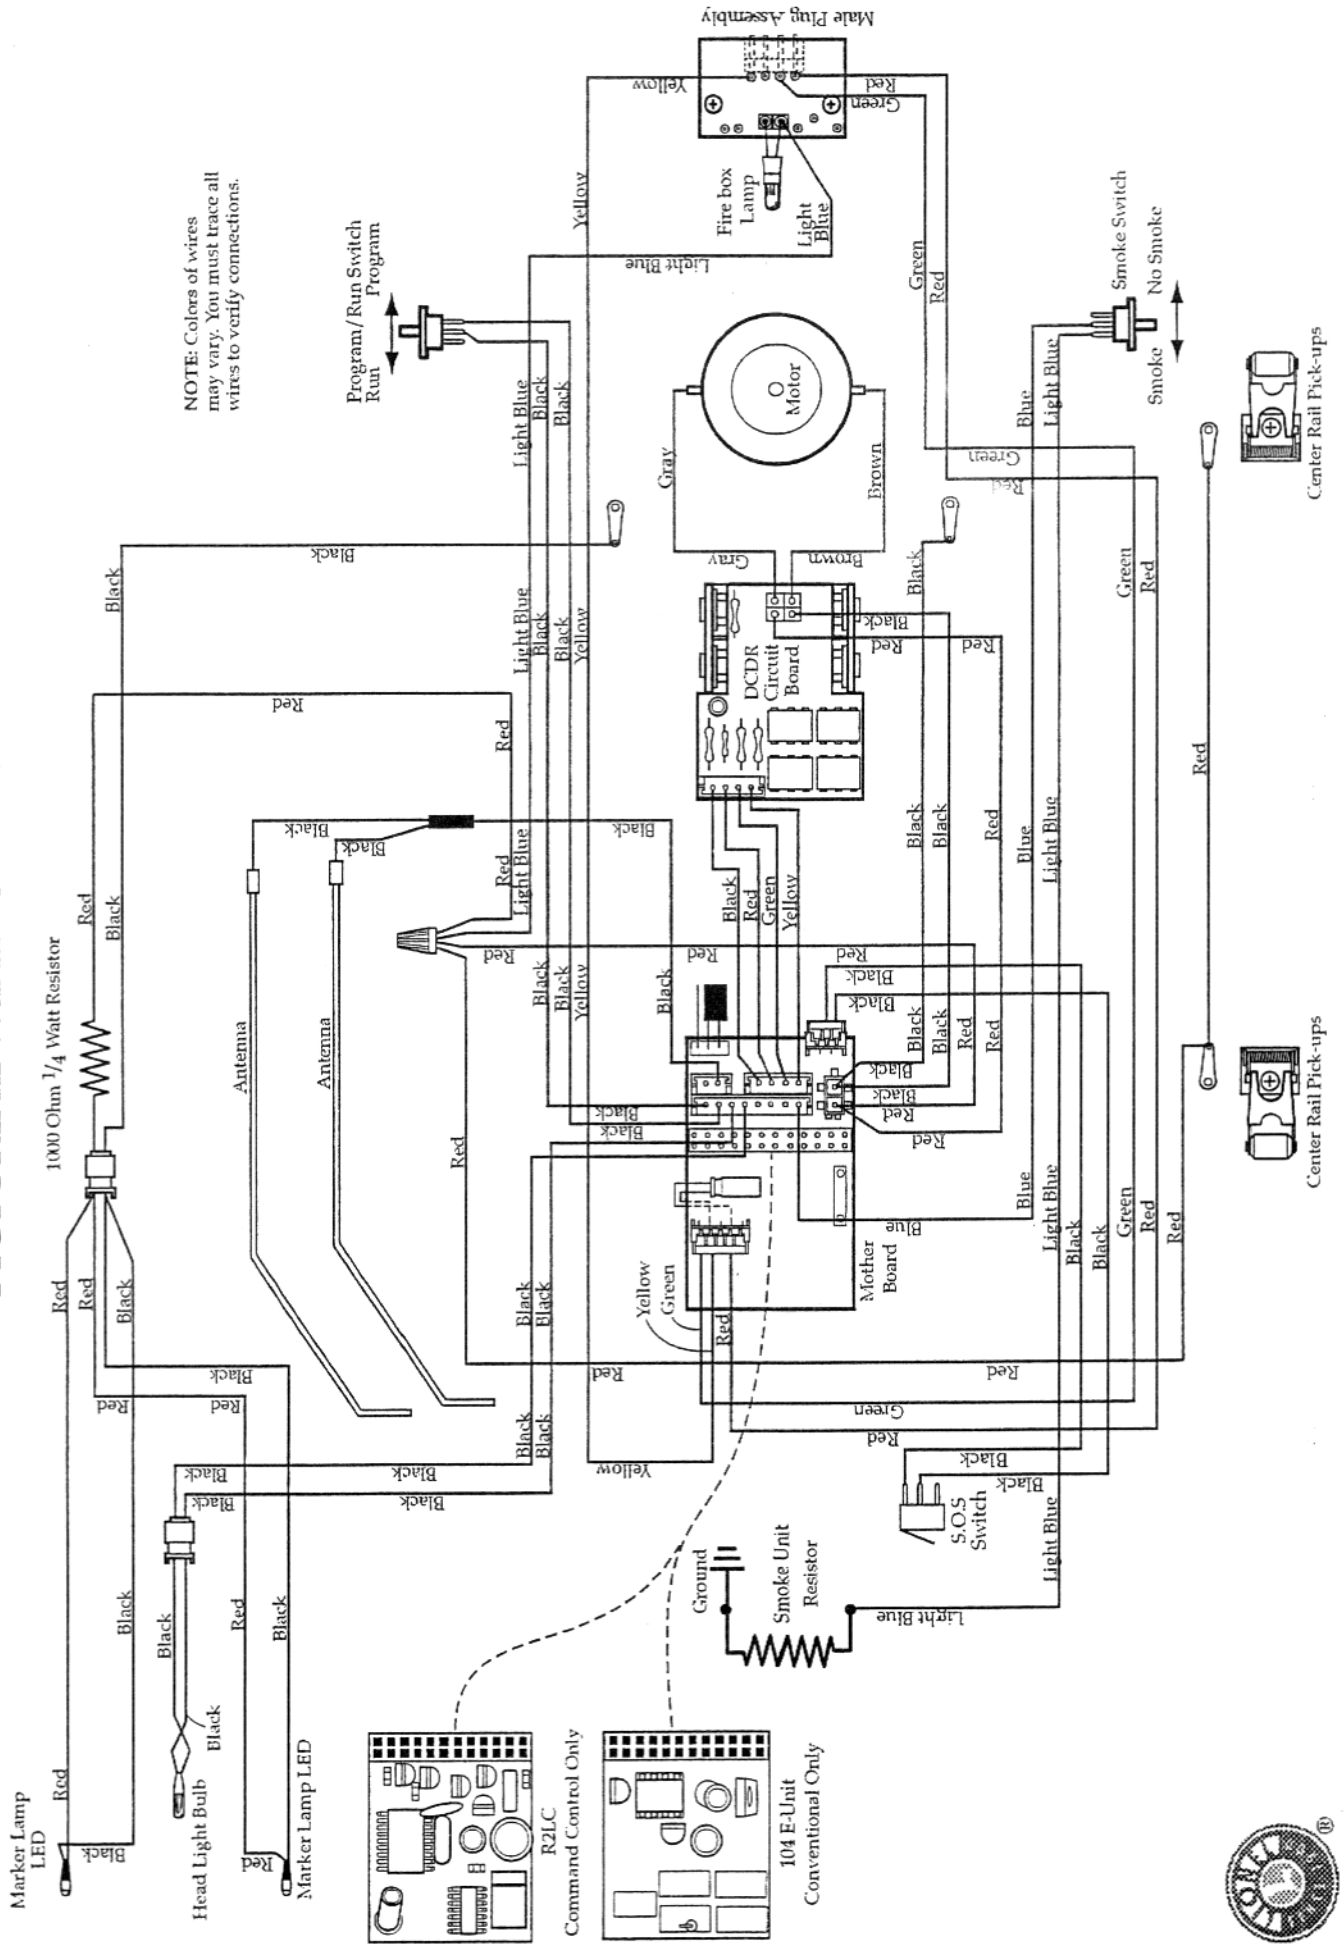 Marker Lamp
LED
Red
Black
Head Light Bulb
Black
Black
Marker Lamp LED
Red
Red
Black
Black
Red
Red
Black
Black
Red
Red
Black
Black
Black
Black
Black
1000 Ohm 1/4 Watt Resistor
Red
Black
Red
Black
Black
Antenna
Antenna
Black
Black
Black
Black
NOTE: Colors of wires
may vary. You must trace all
wires to verify connections.
Program/Run Switch
Run Program
Light Blue
Black
Black
Light Blue
Black
Black
Yellow
Red
Red
Light Blue
Red
Red
Black
Black
Yellow
Red
Black
Black
Black
Black
Black
Black
Black
Yellow
Green
Red
Yellow
Red
Red
Green
Red
Mother
Board
Black
Red
Green
Yellow
DCDR
Circuit
Board
Gray
Gray
Brown
Brown
Motor
Black
Red
Red
Light Blue
Yellow
Yellow
Fire box
Lamp
Light
Blue
Male Plug Assembly
Red
Green
Green
Red
Green
Red
Smoke Switch
Smoke No Smoke
Blue
Light Blue
Black
Black
Black
Red
Blue
Light Blue
Green
Red
Red
Black
Black
Black
Black
Red
Red
Black
Black
Red
Red
Blue
Blue
Light Blue
Black
Black
Green
Red
Red
Red
Center Rail Pick-ups
Center Rail Pick-ups
Black
Black
S.O.S
Switch
Light Blue
Light Blue
Ground
Smoke Unit
Resistor
R2LC
Command Control Only
104 E-Unit
Conventional Only
LIONEL
®